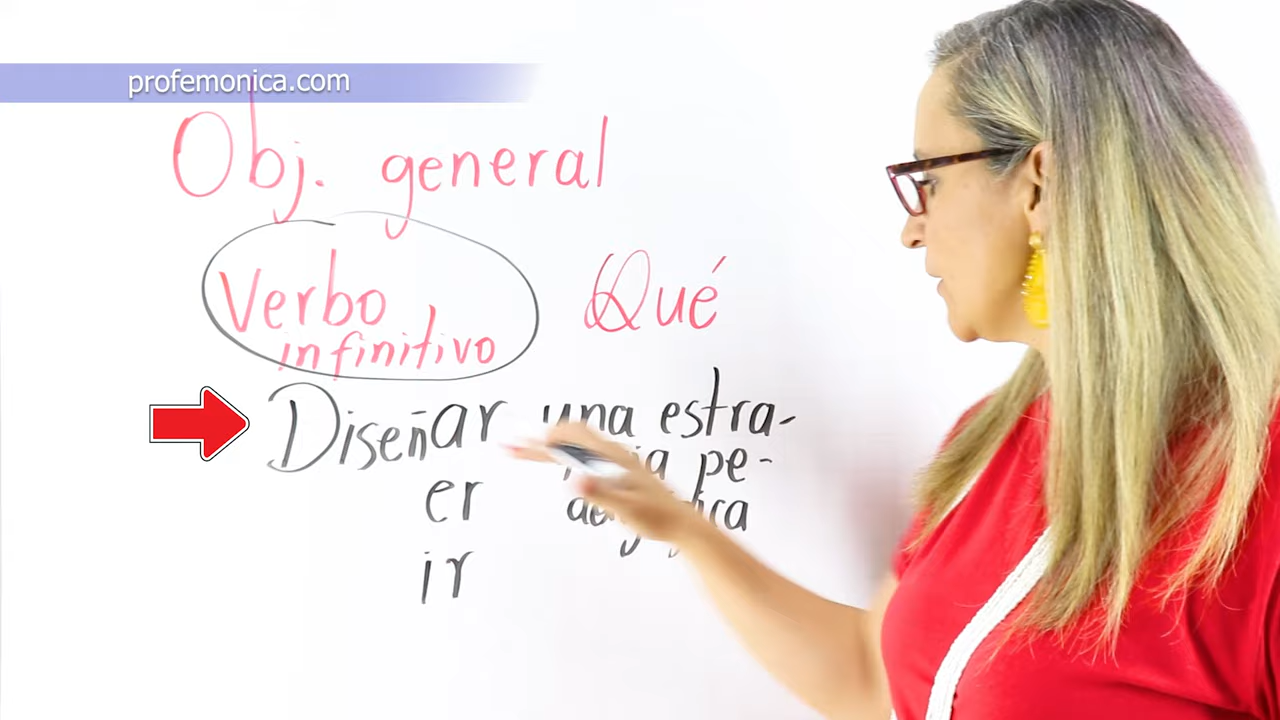 profemonica.com
Obj. general
Verbo Qué
infinitivo
Diseñar una estra-
er pe-
ir